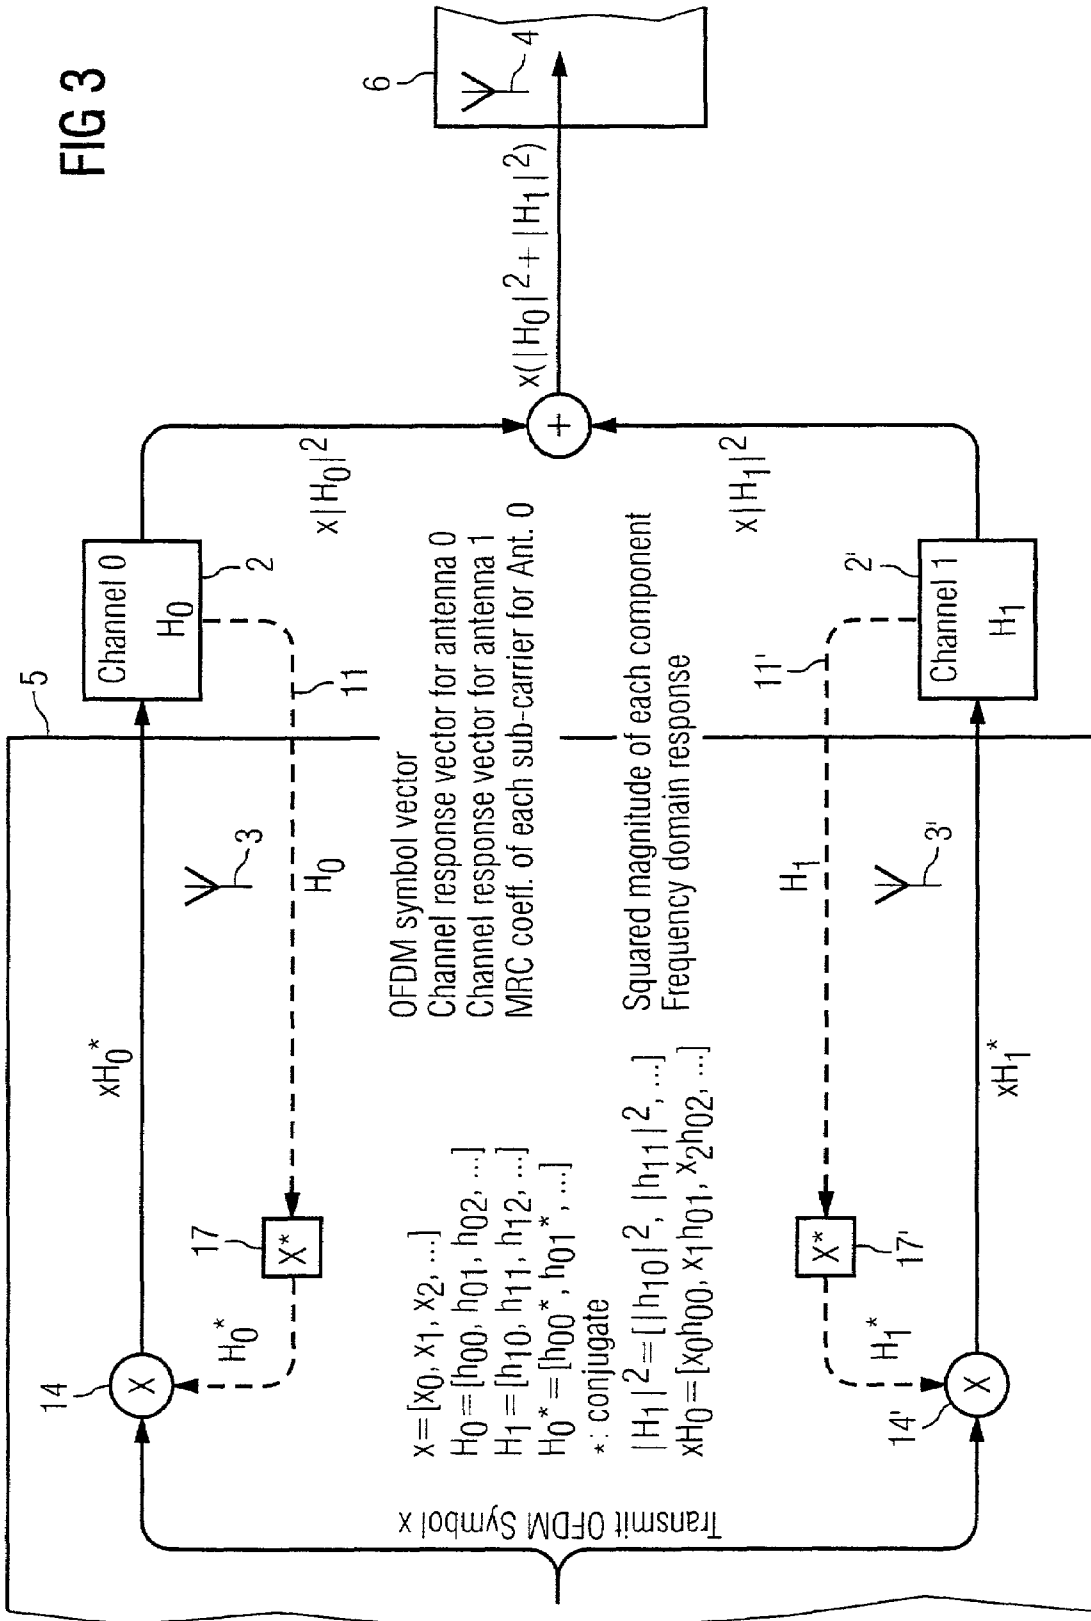 FIG 3
5
6
4
14
X
xH0*
Channel 0
H0
2
x|H0|²
H0*
17
X*
H0
3
11
Transmit OFDM Symbol x
x=[x0, x1, x2, ...] OFDM symbol vector
H0=[h00, h01, h02, ...] Channel response vector for antenna 0
H1=[h10, h11, h12, ...] Channel response vector for antenna 1
H0*=[h00*, h01*, ...] MRC coeff. of each sub-carrier for Ant. 0
*: conjugate
|H1|²=[|h10|², |h11|², ...] Squared magnitude of each component
xH0=[x0h00, x1h01, x2h02, ...] Frequency domain response
+
x(|H0|²+|H1|²)
H1*
X*
17'
H1
3'
11'
14'
X
xH1*
Channel 1
H1
2'
x|H1|²